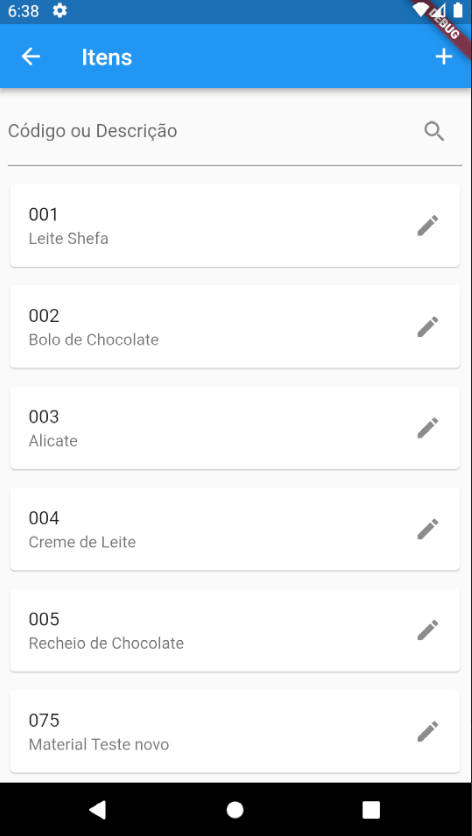 6:38
DEBUG
Itens
Código ou Descrição
001
Leite Shefa
002
Bolo de Chocolate
003
Alicate
004
Creme de Leite
005
Recheio de Chocolate
075
Material Teste novo